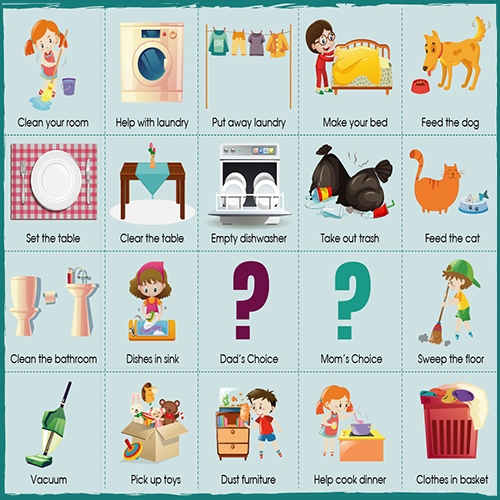 Clean your room
Help with laundry
Put away laundry
Make your bed
Feed the dog
Set the table
Clear the table
Empty dishwasher
Take out trash
Feed the cat
Clean the bathroom
Dishes in sink
?
Dad's Choice
?
Mom's Choice
Sweep the floor
Vacuum
Pick up toys
Dust furniture
Help cook dinner
Clothes in basket